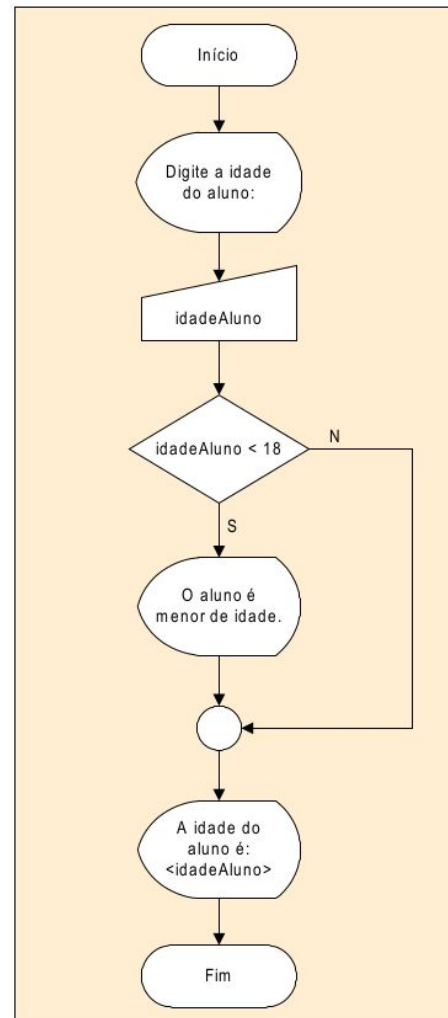 Início
Digite a idade
do aluno:
idadeAluno
idadeAluno < 18
N
S
O aluno é
menor de idade.
A idade do
aluno é:
<idadeAluno>
Fim